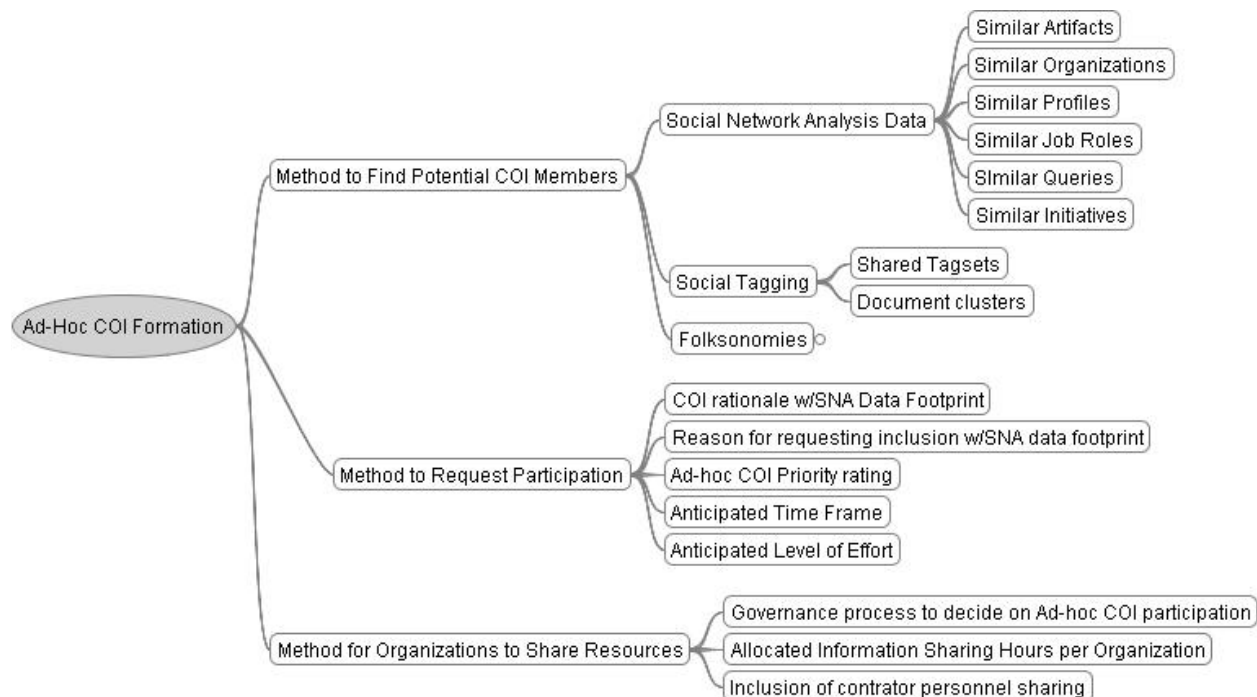 Ad-Hoc COI Formation
Method to Find Potential COI Members
Social Network Analysis Data
Similar Artifacts
Similar Organizations
Similar Profiles
Similar Job Roles
SImilar Queries
Similar Initiatives
Social Tagging
Shared Tagsets
Document clusters
Folksonomies
Method to Request Participation
COI rationale w/SNA Data Footprint
Reason for requesting inclusion w/SNA data footprint
Ad-hoc COI Priority rating
Anticipated Time Frame
Anticipated Level of Effort
Method for Organizations to Share Resources
Governance process to decide on Ad-hoc COI participation
Allocated Information Sharing Hours per Organization
Inclusion of contrator personnel sharing